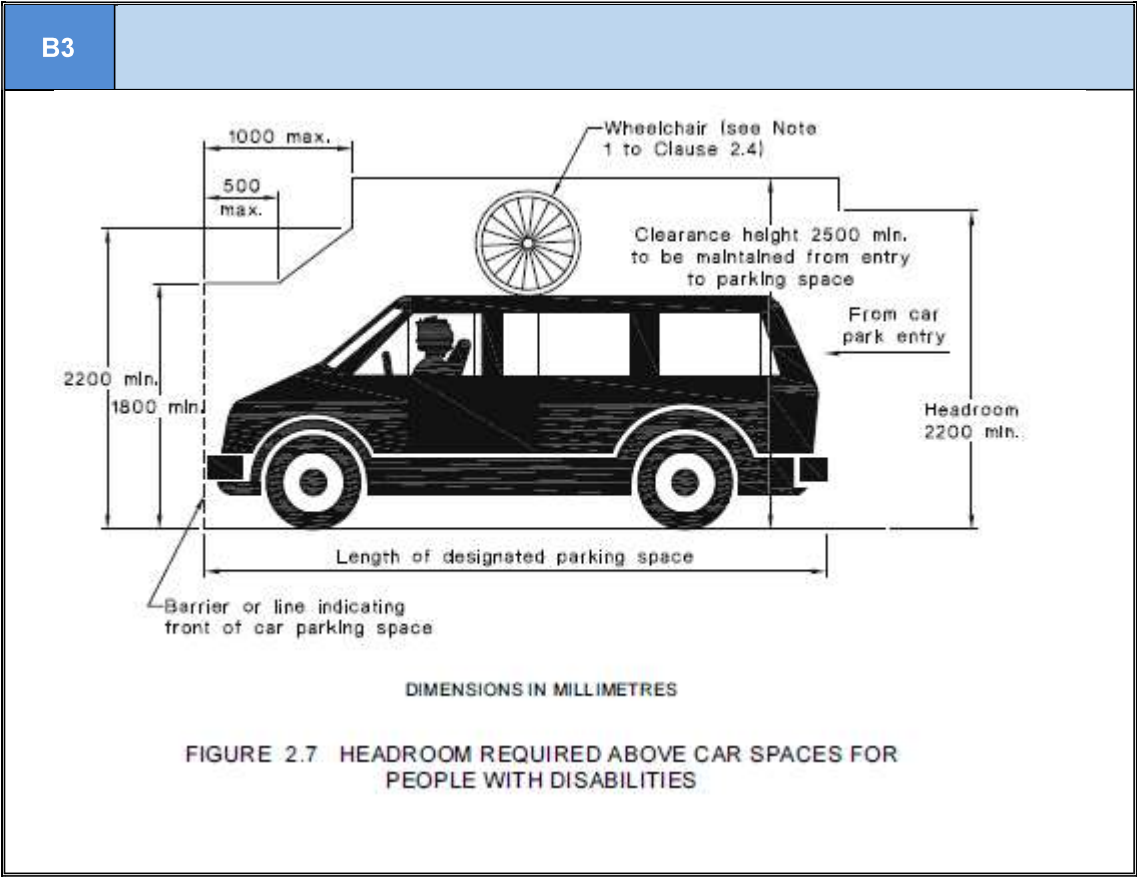 B3
1000 max.
Wheelchair (see Note
1 to Clause 2.4)
500
max.
Clearance height 2500 min.
to be maintained from entry
to parking space
From car
park entry
2200 min.
1800 min.
Headroom
2200 min.
Length of designated parking space
Barrier or line indicating
front of car parking space
DIMENSIONS IN MILLIMETRES
FIGURE 2.7 HEADROOM REQUIRED ABOVE CAR SPACES FOR
PEOPLE WITH DISABILITIES